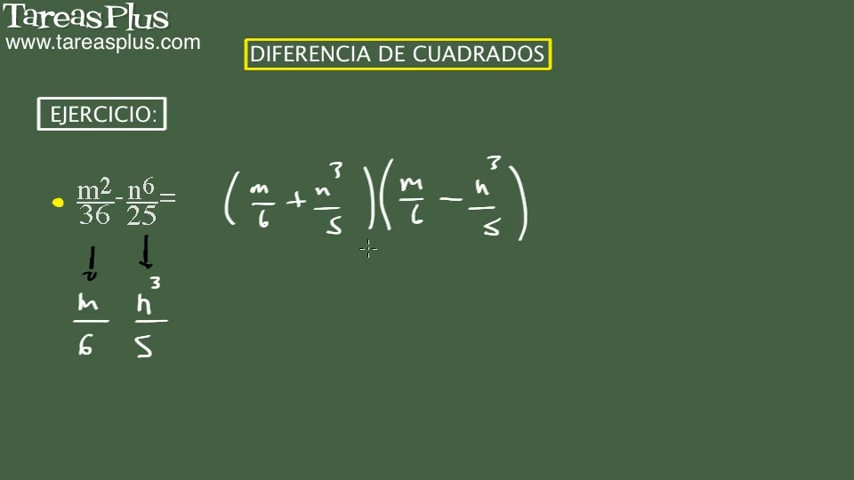 TareasPlus
www.tareasplus.com
DIFERENCIA DE CUADRADOS
EJERCICIO:
• m²/36 - n⁶/25 = (m/6 + n³/5)(m/6 - n³/5)
m/6 n³/5